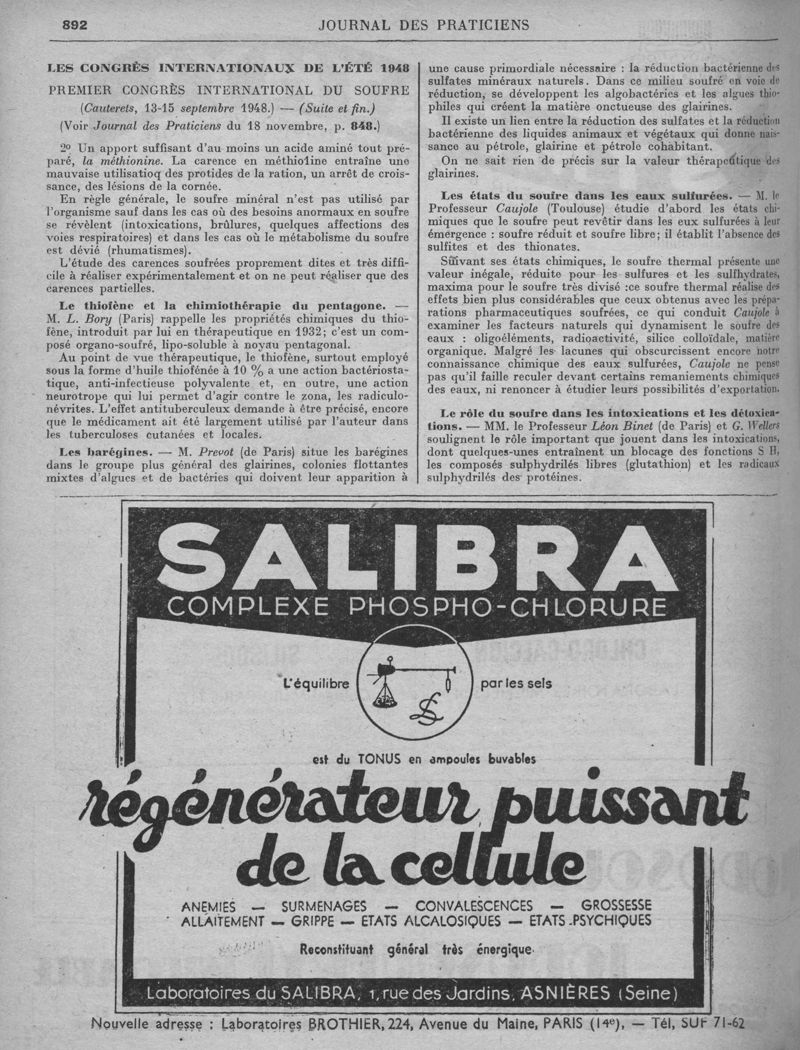 892
JOURNAL DES PRATICIENS
LES CONGRÈS INTERNATIONAUX DE L'ÉTÉ 1948
PREMIER CONGRÈS INTERNATIONAL DU SOUFRE
(Cauterets, 13-15 septembre 1948.) — (Suite et fin.)
(Voir Journal des Praticiens du 18 novembre, p. 848.)
2º Un apport suffisant d'au moins un acide aminé tout pré-
paré, la méthionine. La carence en méthio1ine entraîne une
mauvaise utilisatioq des protides de la ration, un arrêt de crois-
sance, des lésions de la cornée.
En règle générale, le soufre minéral n'est pas utilisé par
l'organisme sauf dans les cas où des besoins anormaux en soufre
se révèlent (intoxications, brûlures, quelques affections des
voies respiratoires) et dans les cas où le métabolisme du soufre
est dévié (rhumatismes).
L'étude des carences soufrées proprement dites et très diffi-
cile à réaliser expérimentalement et on ne peut réaliser que des
carences partielles.
Le thiofène et la chimiothérapie du pentagone. —
M. L. Bory (Paris) rappelle les propriétés chimiques du thio-
fène, introduit par lui en thérapeutique en 1932 ; c'est un com-
posé organo-soufré, lipo-soluble à noyau pentagonal.
Au point de vue thérapeutique, le thiofène, surtout employé
sous la forme d'huile thiofénée à 10 % a une action bactériosta-
tique, anti-infectieuse polyvalente et, en outre, une action
neurotrope qui lui permet d'agir contre le zona, les radiculo-
névrites. L'effet antituberculeux demande à être précisé, encore
que le médicament ait été largement utilisé par l'auteur dans
les tuberculoses cutanées et locales.
Les barégines. — M. Prevot (de Paris) situe les barégines
dans le groupe plus général des glairines, colonies flottantes
mixtes d'algues et de bactéries qui doivent leur apparition à
une cause primordiale nécessaire : la réduction bactérienne des
sulfates minéraux naturels. Dans ce milieu soufré en voie de
réduction, se développent les algobactéries et les algues thio-
philes qui créent la matière onctueuse des glairines.
Il existe un lien entre la réduction des sulfates et la réduction
bactérienne des liquides animaux et végétaux qui donne nais-
sance au pétrole, glairine et pétrole cohabitant.
On ne sait rien de précis sur la valeur thérapeutique des
glairines.
Les états du soufre dans les eaux sulfurées. — M. le
Professeur Caujole (Toulouse) étudie d'abord les états chi-
miques que le soufre peut revêtir dans les eux sulfurées à leur
émergence : soufre réduit et soufre libre ; il établit l'absence des
sulfites et des thionates.
Suivant ses états chimiques, le soufre thermal présente une
valeur inégale, réduite pour les sulfures et les sulfhydrates,
maxima pour le soufre très divisé :ce soufre thermal réalise des
effets bien plus considérables que ceux obtenus avec les prépa-
rations pharmaceutiques soufrées, ce qui conduit Caujole à
examiner les facteurs naturels qui dynamisent le soufre des
eaux : oligoéléments, radioactivité, silice colloïdale, matière
organique. Malgré les lacunes qui obscurcissent encore notre
connaissance chimique des eaux sulfurées, Caujole ne pense
pas qu'il faille reculer devant certains remaniements chimiques
des eaux, ni renoncer à étudier leurs possibilités d'exportation.
Le rôle du soufre dans les intoxications et les détoxica-
tions. — MM. le Professeur Léon Binet (de Paris) et G. Wellers
soulignent le rôle important que jouent dans les intoxications,
dont quelques-unes entraînent un blocage des fonctions S H,
les composés sulphydrilés libres (glutathion) et les radicaux
sulphydrilés des protéines.
SALIBRA
COMPLEXE PHOSPHO-CHLORURE
L'équilibre par les sels
est du TONUS en ampoules buvables
régénérateur puissant
de la cellule
ANEMIES — SURMENAGES — CONVALESCENCES — GROSSESSE
ALLAITEMENT — GRIPPE — ETATS ALCALOSIQUES — ETATS-PSYCHIQUES
Reconstituant général très énergique
Laboratoires du SALIBRA, 1, rue des Jardins, ASNIÈRES (Seine)
Nouvelle adresse : Laboratoires BROTHIER, 224, Avenue du Maine, PARIS (14e), — Tél, SUF 71-62